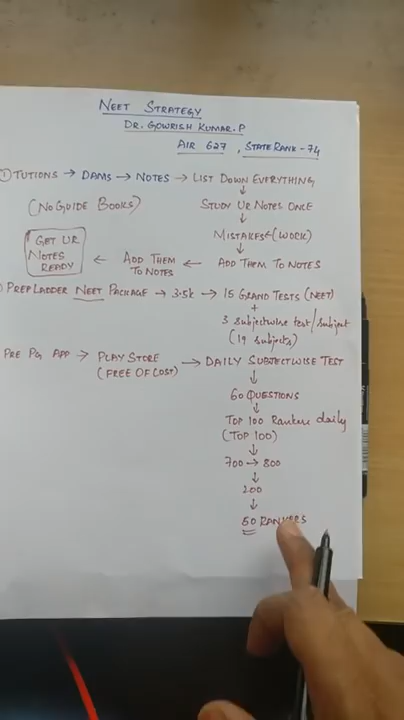 NEET STRATEGY
DR. GOWRISH KUMAR.P
AIR 627, STATE RANK-74
① TUTIONS → DAMS → NOTES → LIST DOWN EVERYTHING
↓
(NO GUIDE BOOKS) STUDY UR NOTES ONCE
↓
MISTAKES (WORK)
↓
GET UR NOTES READY ← ADD THEM TO NOTES ← ADD THEM TO NOTES
PREPLADDER NEET PACKAGE → 3.5k → 15 GRAND TESTS (NEET)
+
3 subjectwise test/subject
(19 subjects)
PRE PG APP → PLAY STORE (FREE OF COST) → DAILY SUBJECTWISE TEST
↓
60 QUESTIONS
↓
TOP 100 Rankers daily
(TOP 100)
↓
700 → 800
↓
200
↓
50 RANKERS